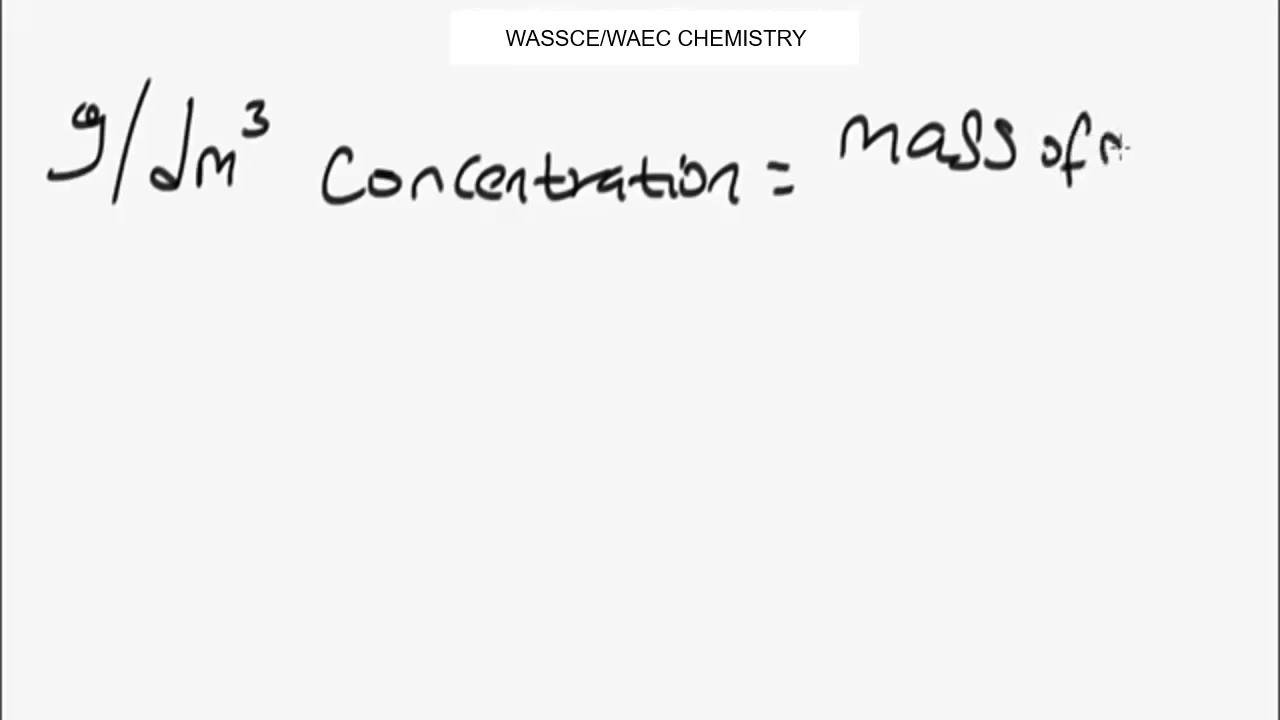 WASSCE/WAEC CHEMISTRY
g/dm³ Concentration = mass of